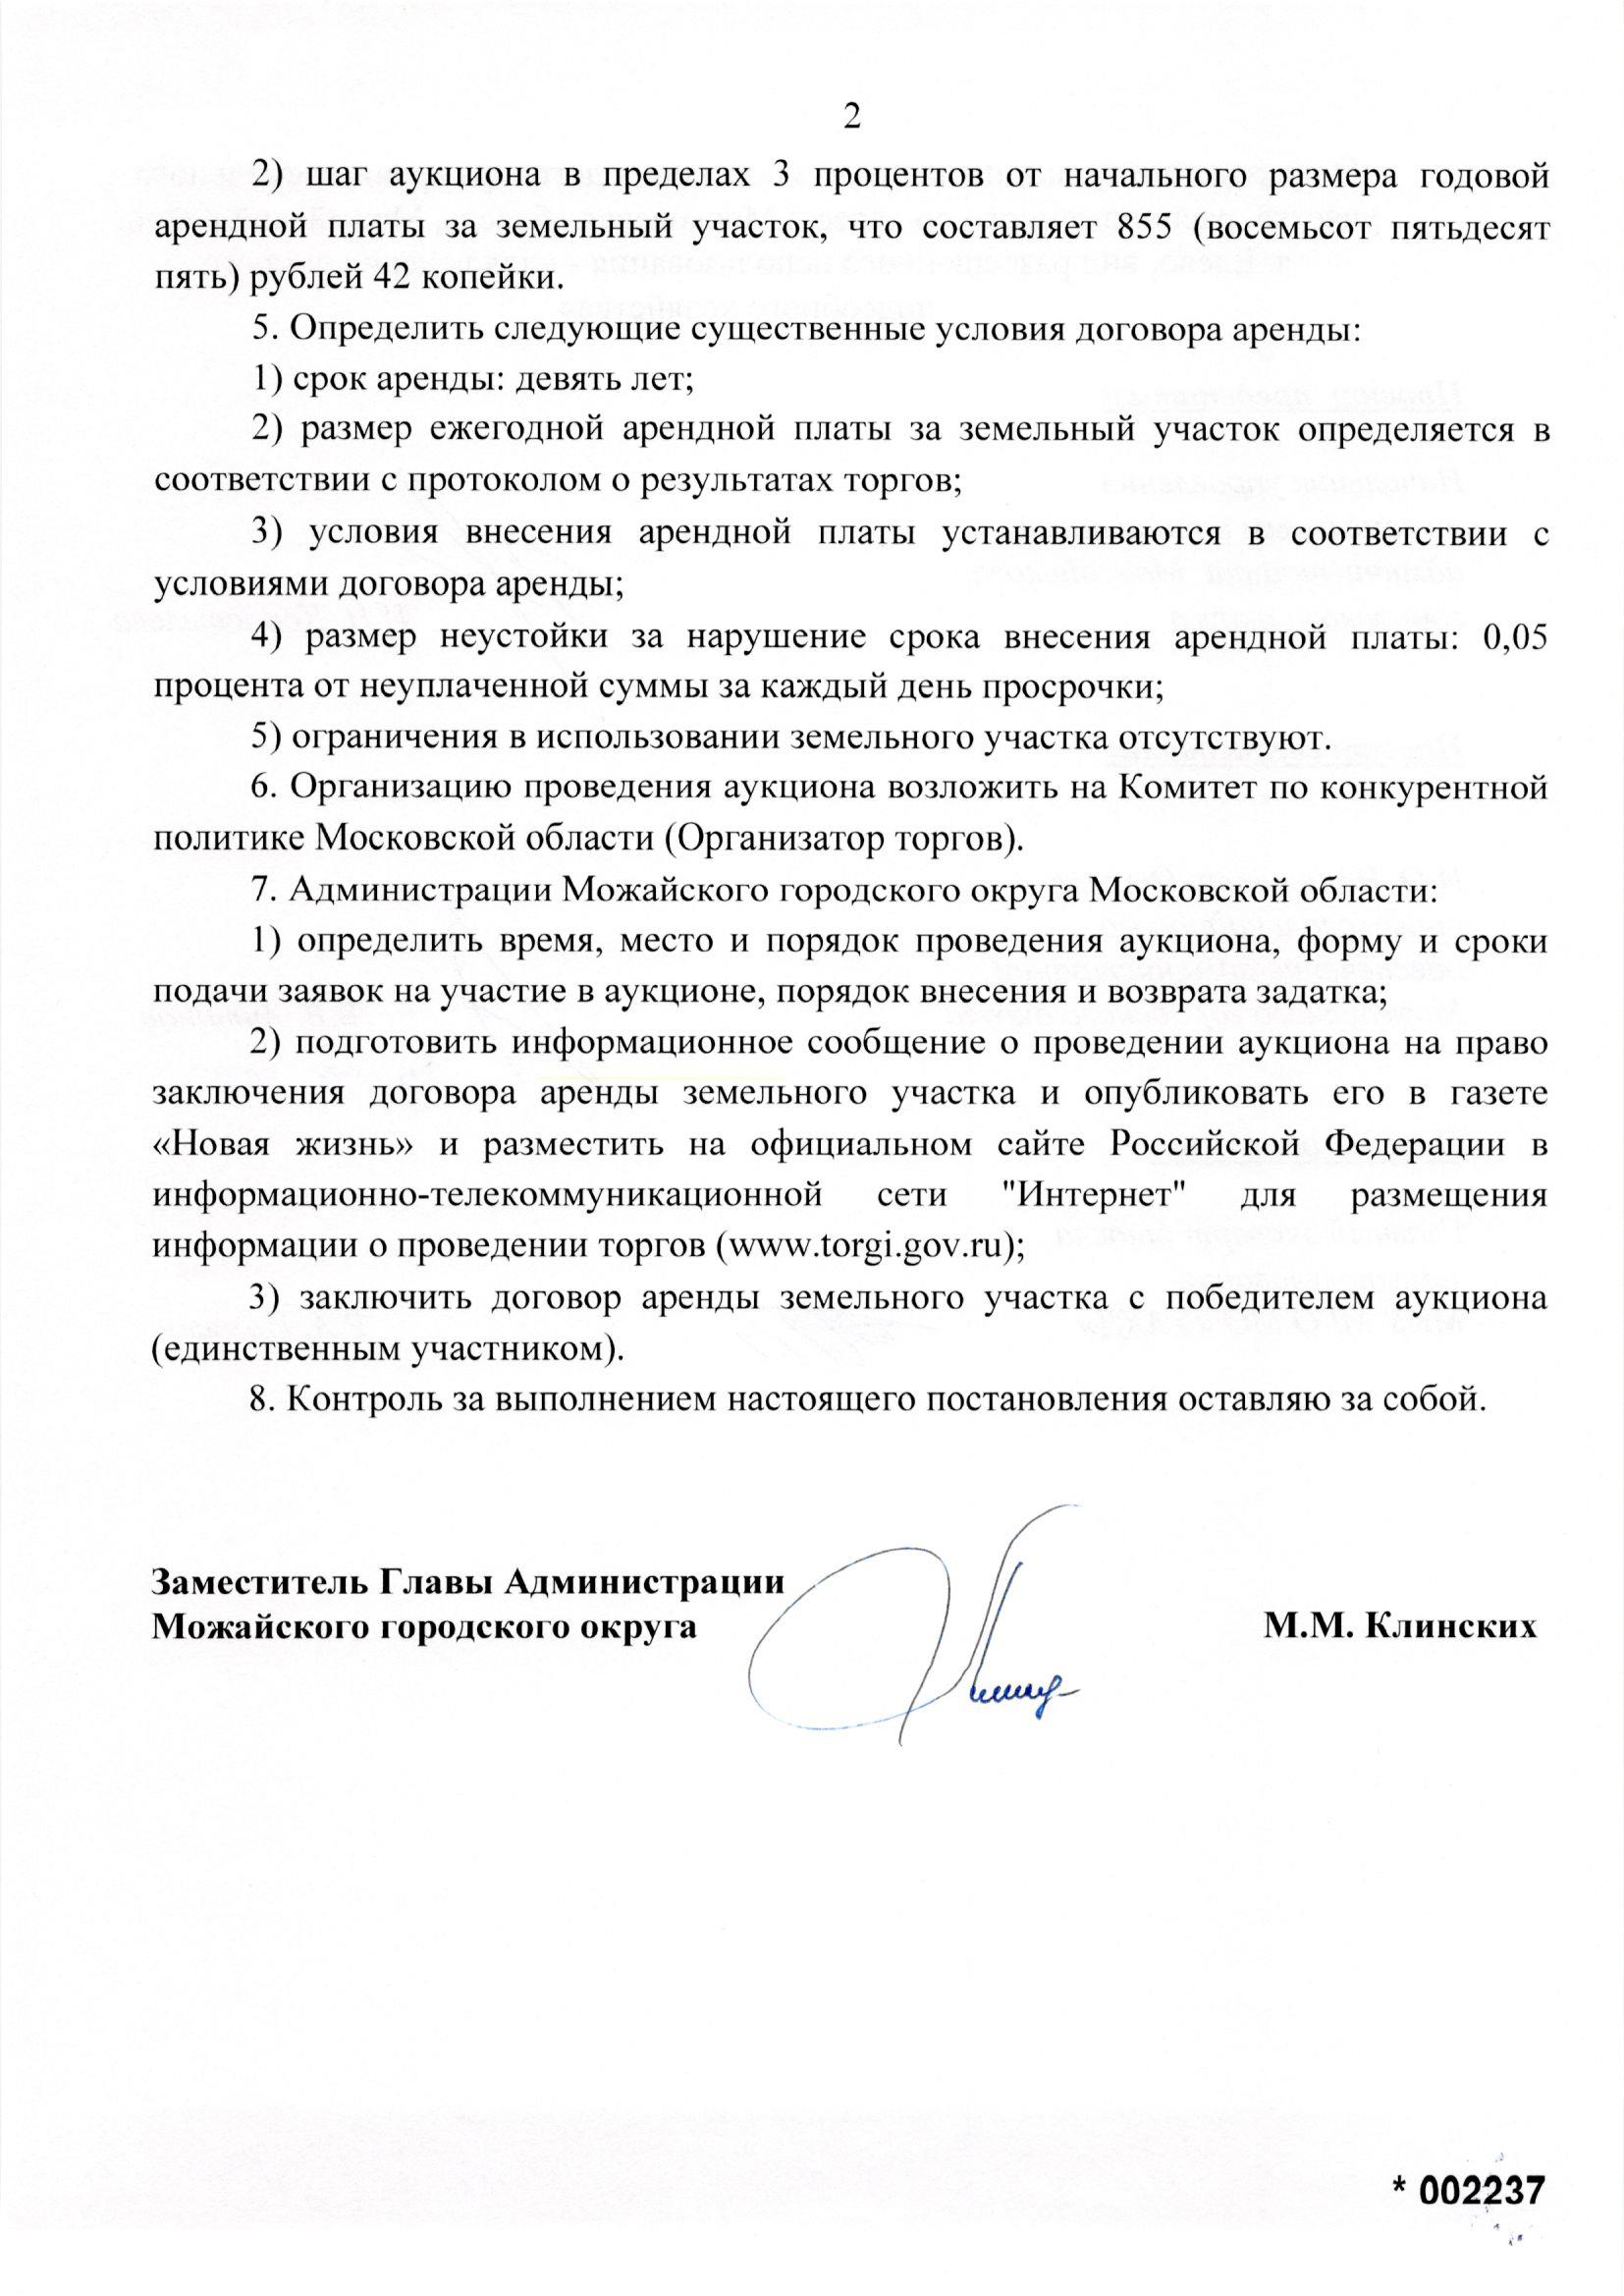 2
2) шаг аукциона в пределах 3 процентов от начального размера годовой
арендной платы за земельный участок, что составляет 855 (восемьсот пятьдесят
пять) рублей 42 копейки.
5. Определить следующие существенные условия договора аренды:
1) срок аренды: девять лет;
2) размер ежегодной арендной платы за земельный участок определяется в
соответствии с протоколом о результатах торгов;
3) условия внесения арендной платы устанавливаются в соответствии с
условиями договора аренды;
4) размер неустойки за нарушение срока внесения арендной платы: 0,05
процента от неуплаченной суммы за каждый день просрочки;
5) ограничения в использовании земельного участка отсутствуют.
6. Организацию проведения аукциона возложить на Комитет по конкурентной
политике Московской области (Организатор торгов).
7. Администрации Можайского городского округа Московской области:
1) определить время, место и порядок проведения аукциона, форму и сроки
подачи заявок на участие в аукционе, порядок внесения и возврата задатка;
2) подготовить информационное сообщение о проведении аукциона на право
заключения договора аренды земельного участка и опубликовать его в газете
«Новая жизнь» и разместить на официальном сайте Российской Федерации в
информационно-телекоммуникационной сети "Интернет" для размещения
информации о проведении торгов (www.torgi.gov.ru);
3) заключить договор аренды земельного участка с победителем аукциона
(единственным участником).
8. Контроль за выполнением настоящего постановления оставляю за собой.
Заместитель Главы Администрации
Можайского городского округа М.М. Клинских
* 002237